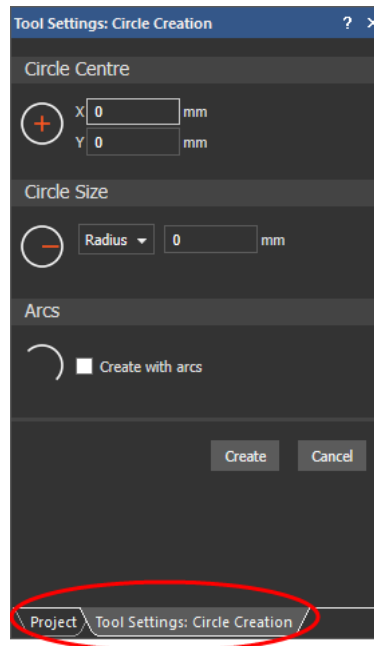 Tool Settings: Circle Creation ? ×
Circle Centre
X 0 mm
Y 0 mm
Circle Size
Radius 0 mm
Arcs
Create with arcs
Create Cancel
Project Tool Settings: Circle Creation